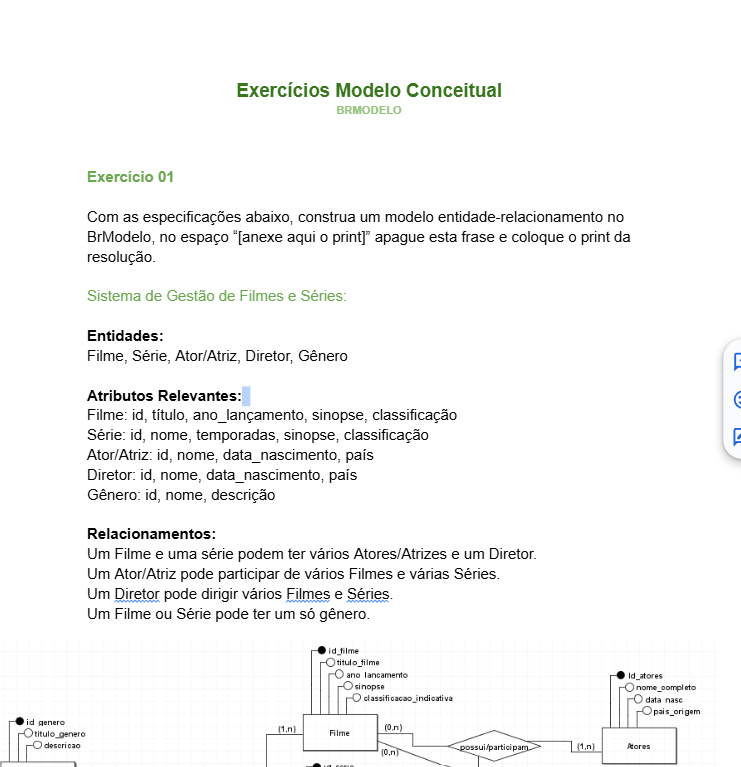 Exercícios Modelo Conceitual
BRMODELO
Exercício 01
Com as especificações abaixo, construa um modelo entidade-relacionamento no
BrModelo, no espaço “[anexe aqui o print]” apague esta frase e coloque o print da
resolução.
Sistema de Gestão de Filmes e Séries:
Entidades:
Filme, Série, Ator/Atriz, Diretor, Gênero
Atributos Relevantes:
Filme: id, título, ano_lançamento, sinopse, classificação
Série: id, nome, temporadas, sinopse, classificação
Ator/Atriz: id, nome, data_nascimento, país
Diretor: id, nome, data_nascimento, país
Gênero: id, nome, descrição
Relacionamentos:
Um Filme e uma série podem ter vários Atores/Atrizes e um Diretor.
Um Ator/Atriz pode participar de vários Filmes e várias Séries.
Um Diretor pode dirigir vários Filmes e Séries.
Um Filme ou Série pode ter um só gênero.
id_filme
titulo_filme
ano_lancamento
sinopse
classificacao_indicativa
Id_atores
nome_completo
data_nasc
pais_origem
id_genero
titulo_genero
descricao
(1,n)
Filme
(0,n)
(0,n)
possui/participam
(1,n)
Atores